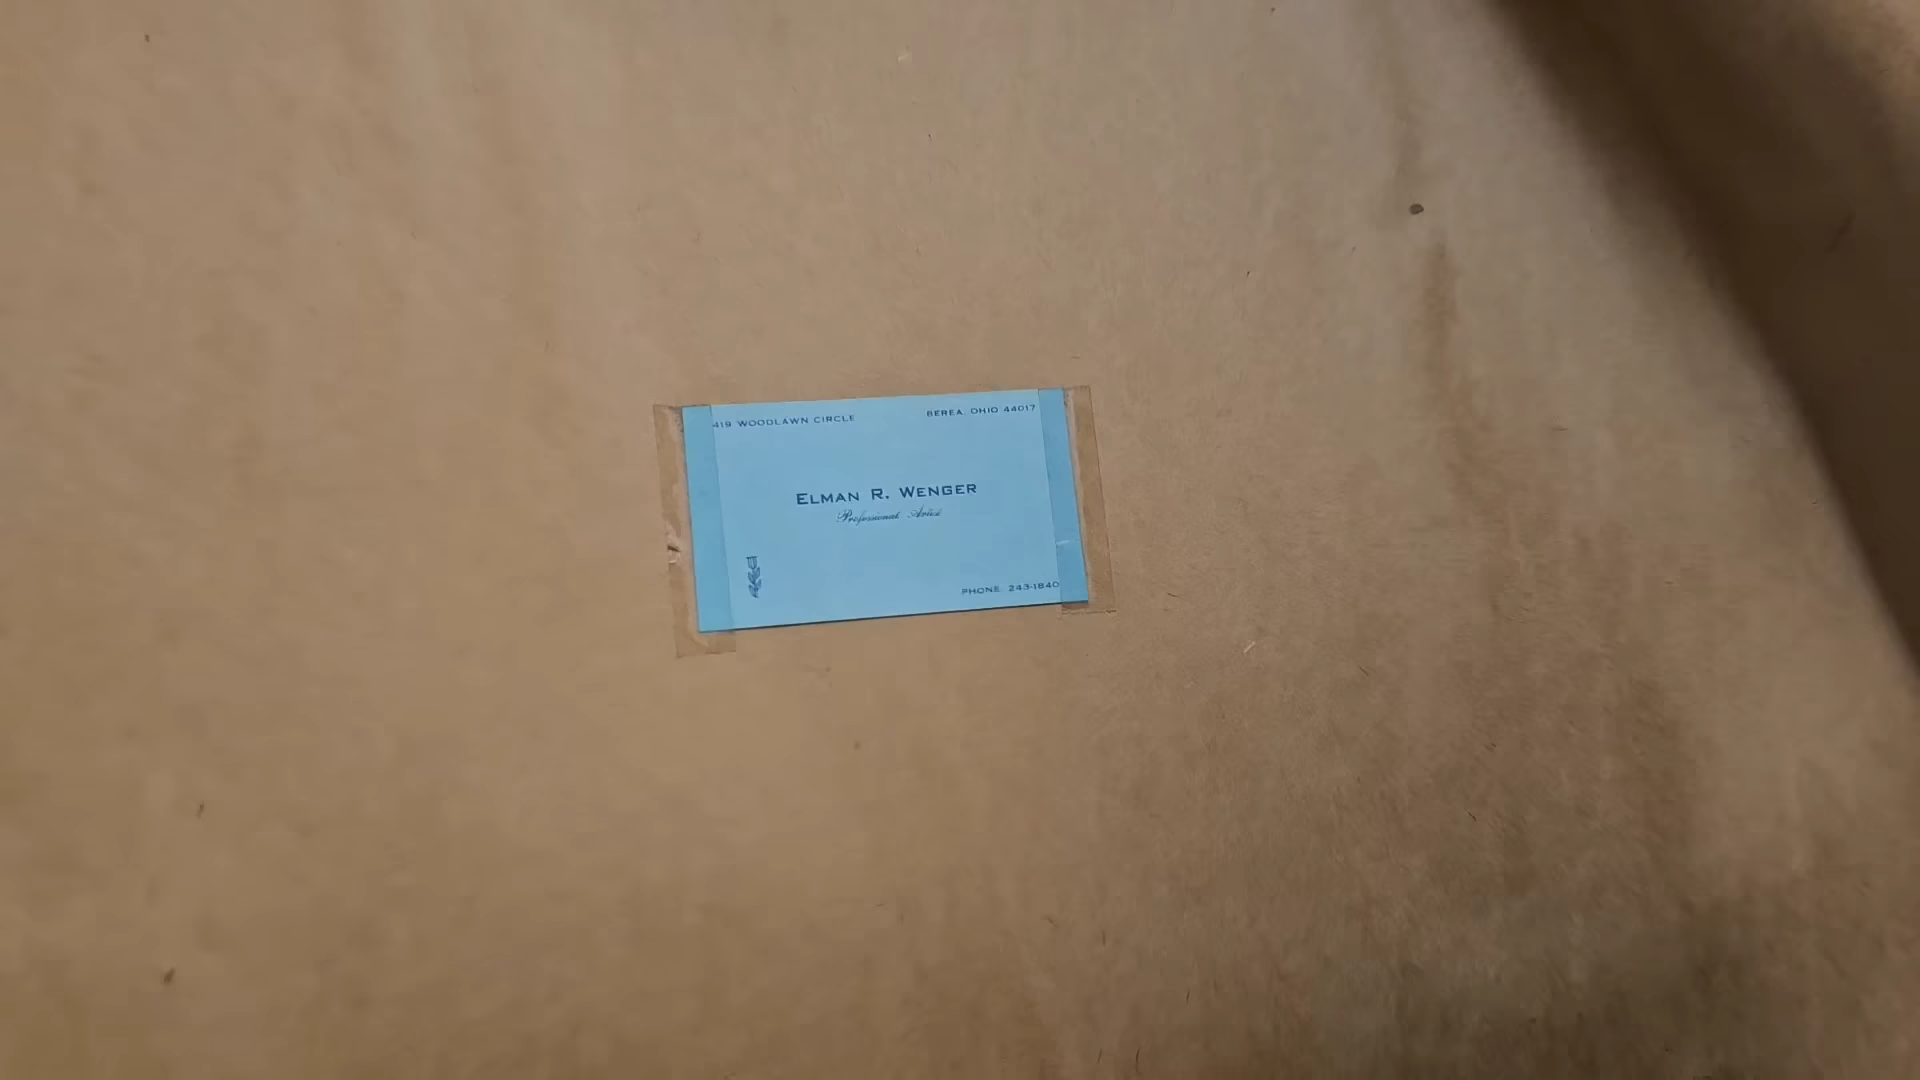 419 WOODLAWN CIRCLE
BEREA, OHIO 44017
ELMAN R. WENGER
Professional Artist
PHONE 243-1840